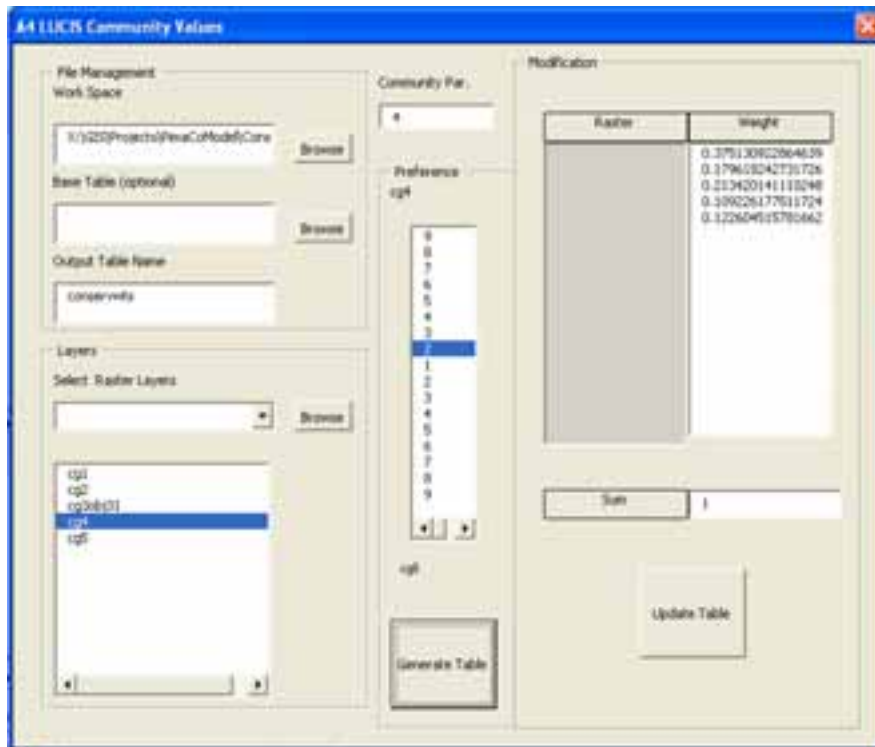 A4 LUCIS Community Values
File Management
Work Space
Browse
Base Table (optional)
Browse
Output Table Name
Layers
Select Raster Layers
Browse
cg1
cg2
cg4
cg5
Community Par.
4
Preference
cg4
9
8
7
6
5
4
3
2
1
2
3
4
5
6
7
8
9
Generate Table
Modification
Raster
Weight
Sum
1
Update Table